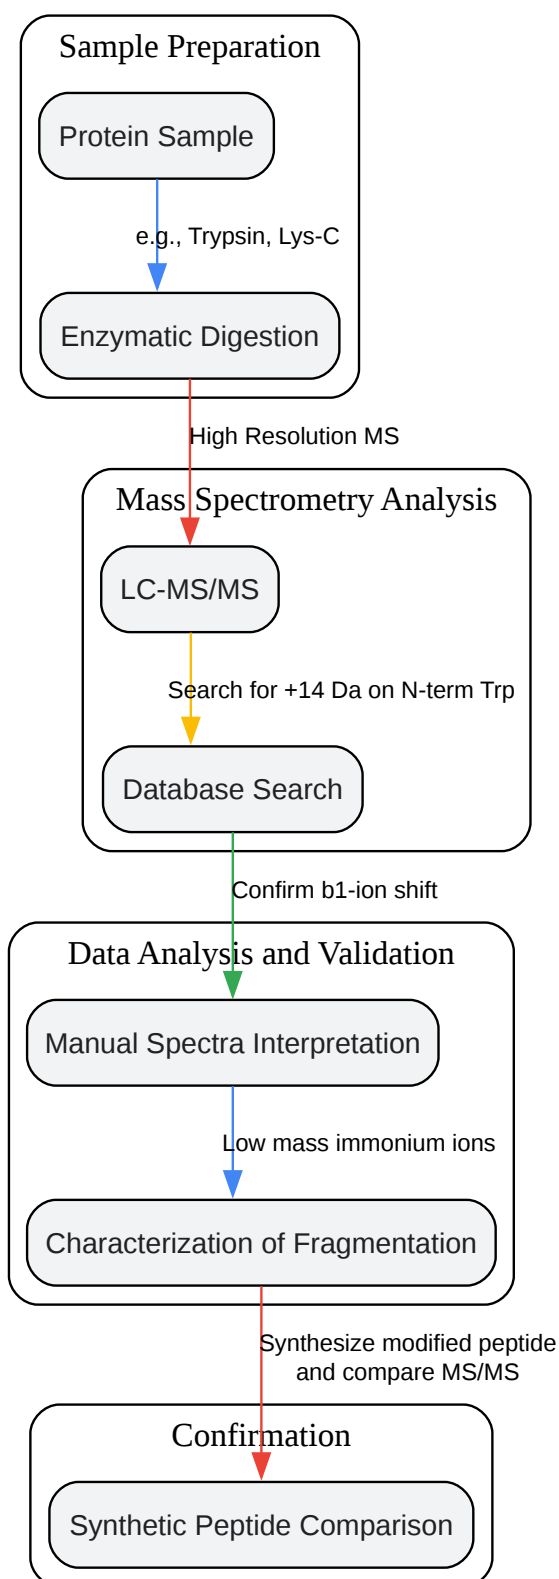 Sample Preparation
Protein Sample
e.g., Trypsin, Lys-C
Enzymatic Digestion
High Resolution MS
Mass Spectrometry Analysis
LC-MS/MS
Search for +14 Da on N-term Trp
Database Search
Confirm b1-ion shift
Data Analysis and Validation
Manual Spectra Interpretation
Low mass immonium ions
Characterization of Fragmentation
Synthesize modified peptide
and compare MS/MS
Confirmation
Synthetic Peptide Comparison